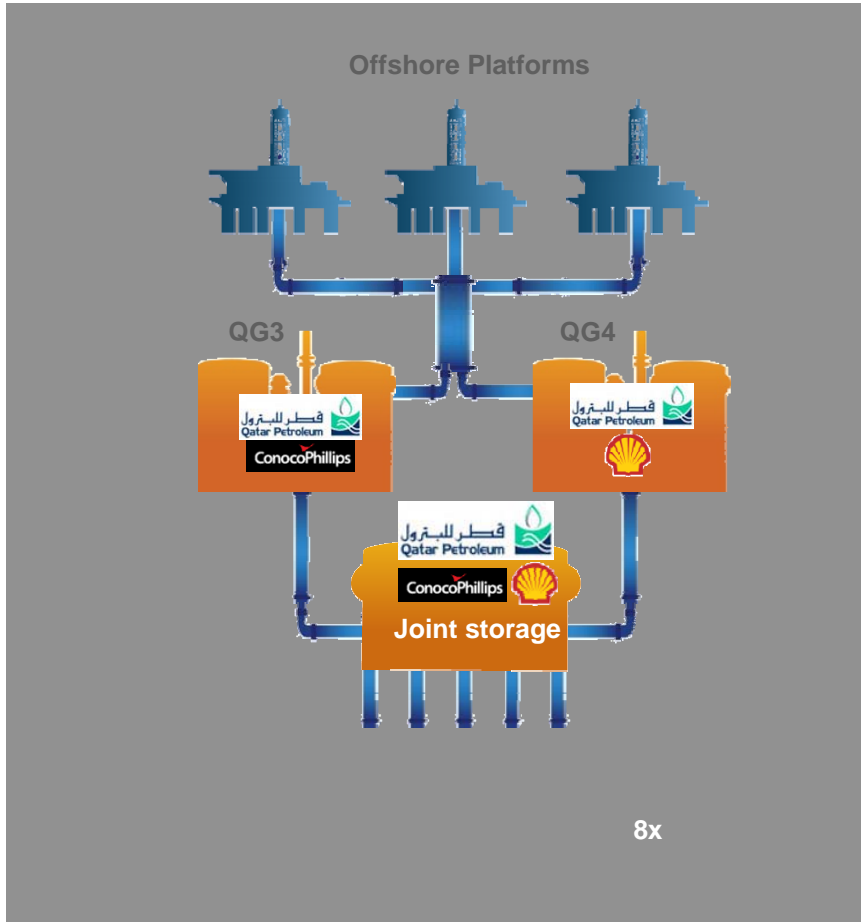 Offshore Platforms
QG3
QG4
قطر للبترول
Qatar Petroleum
ConocoPhillips
قطر للبترول
Qatar Petroleum
قطر للبترول
Qatar Petroleum
ConocoPhillips
Joint storage
8x